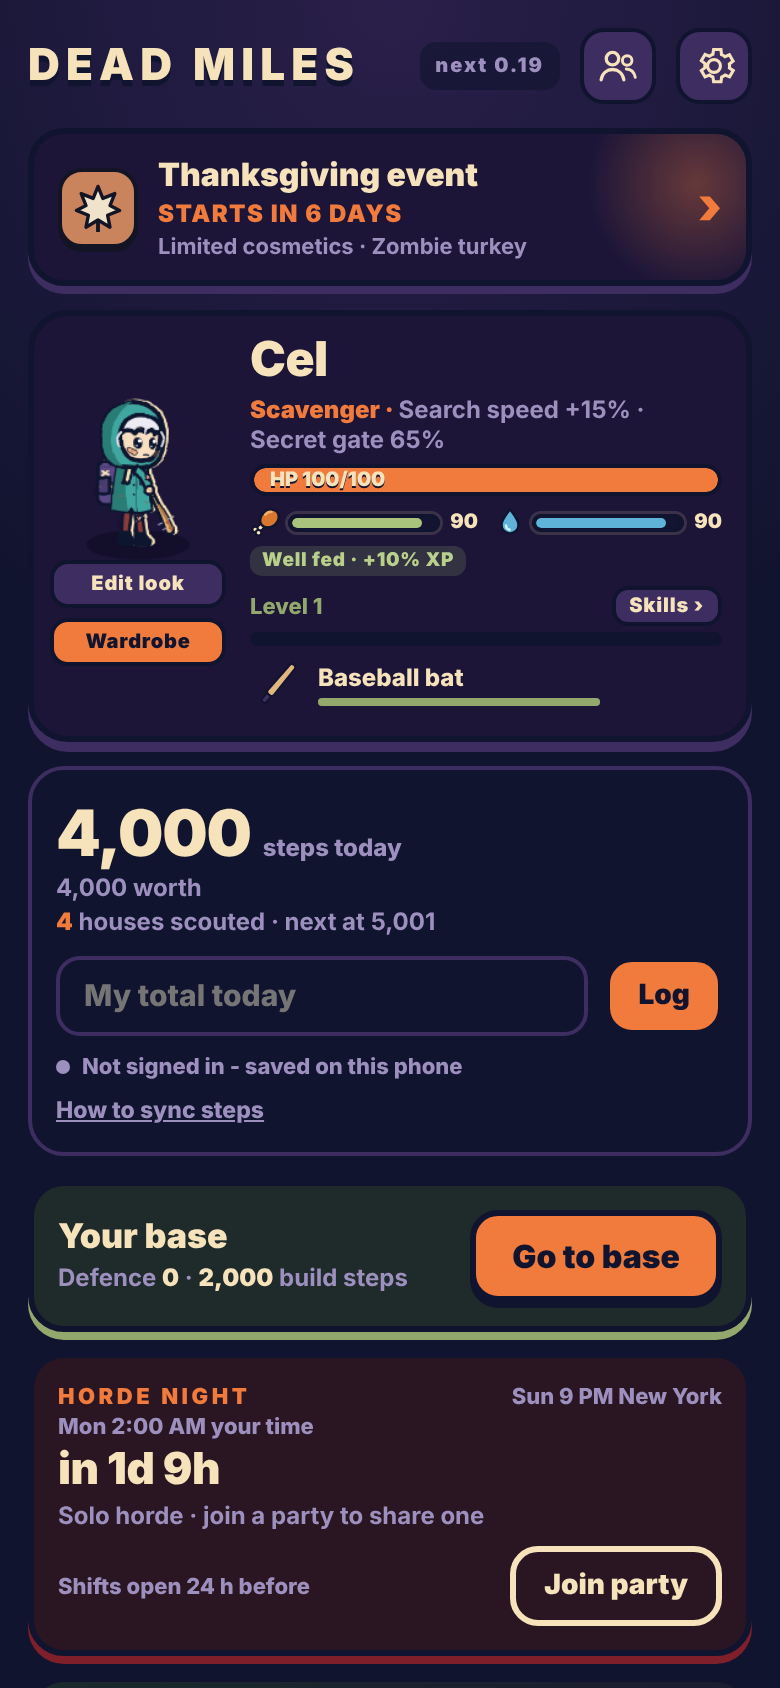 DEAD MILES
next 0.19
Thanksgiving event
STARTS IN 6 DAYS
Limited cosmetics · Zombie turkey
›
Cel
Scavenger · Search speed +15% ·
Secret gate 65%
HP 100/100
90
90
Well fed · +10% XP
Level 1
Skills ›
Edit look
Wardrobe
Baseball bat
4,000 steps today
4,000 worth
4 houses scouted · next at 5,001
My total today
Log
Not signed in - saved on this phone
How to sync steps
Your base
Defence 0 · 2,000 build steps
Go to base
HORDE NIGHT
Sun 9 PM New York
Mon 2:00 AM your time
in 1d 9h
Solo horde · join a party to share one
Shifts open 24 h before
Join party